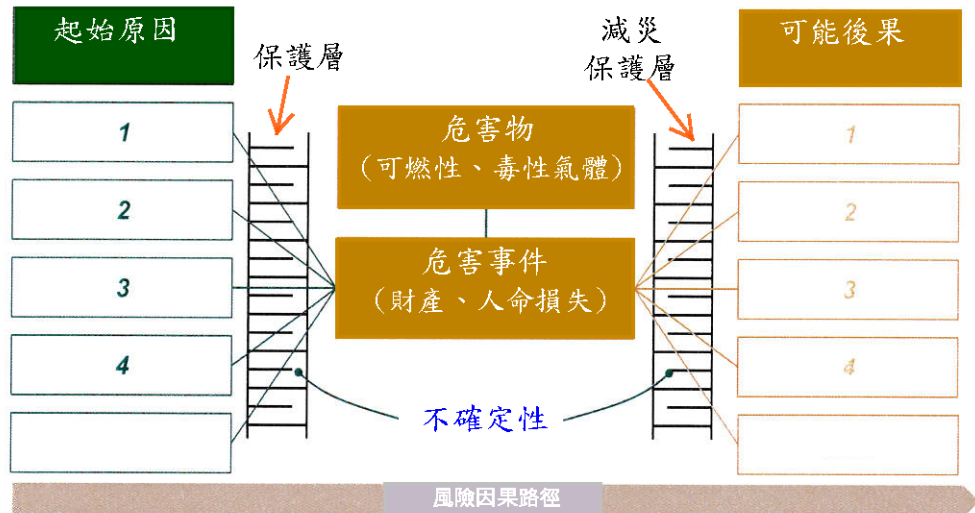 起始原因
保護層
減災
保護層
可能後果
1
2
3
4
危害物
(可燃性、毒性氣體)
危害事件
(財產、人命損失)
1
2
3
4
不確定性
風險因果路徑